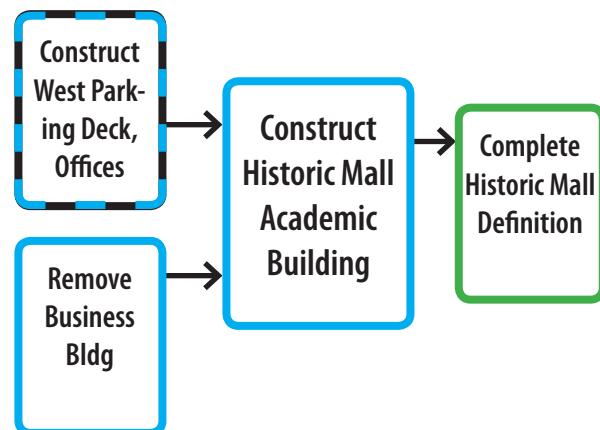 Construct
West Park-
ing Deck,
Offices
Remove
Business
Bldg
Construct
Historic Mall
Academic
Building
Complete
Historic Mall
Definition